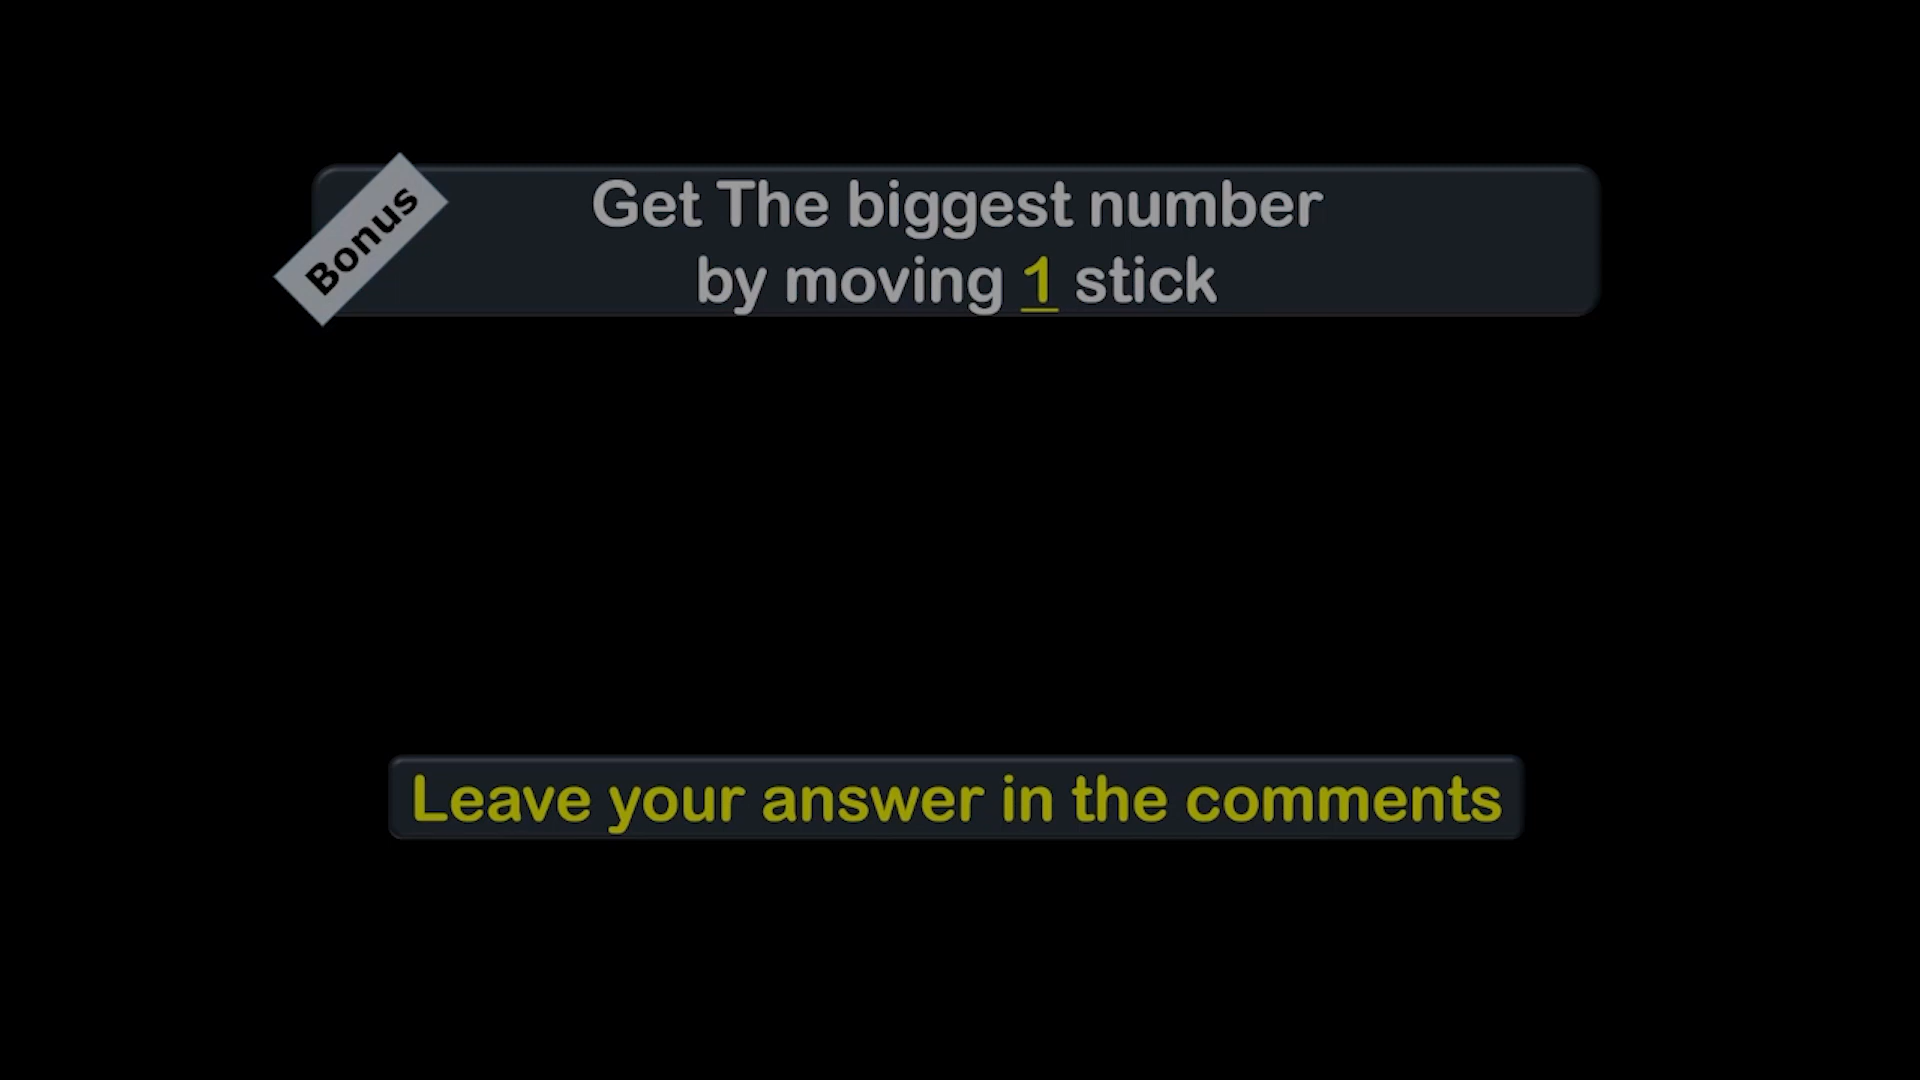 Bonus
Get The biggest number
by moving 1 stick
Leave your answer in the comments